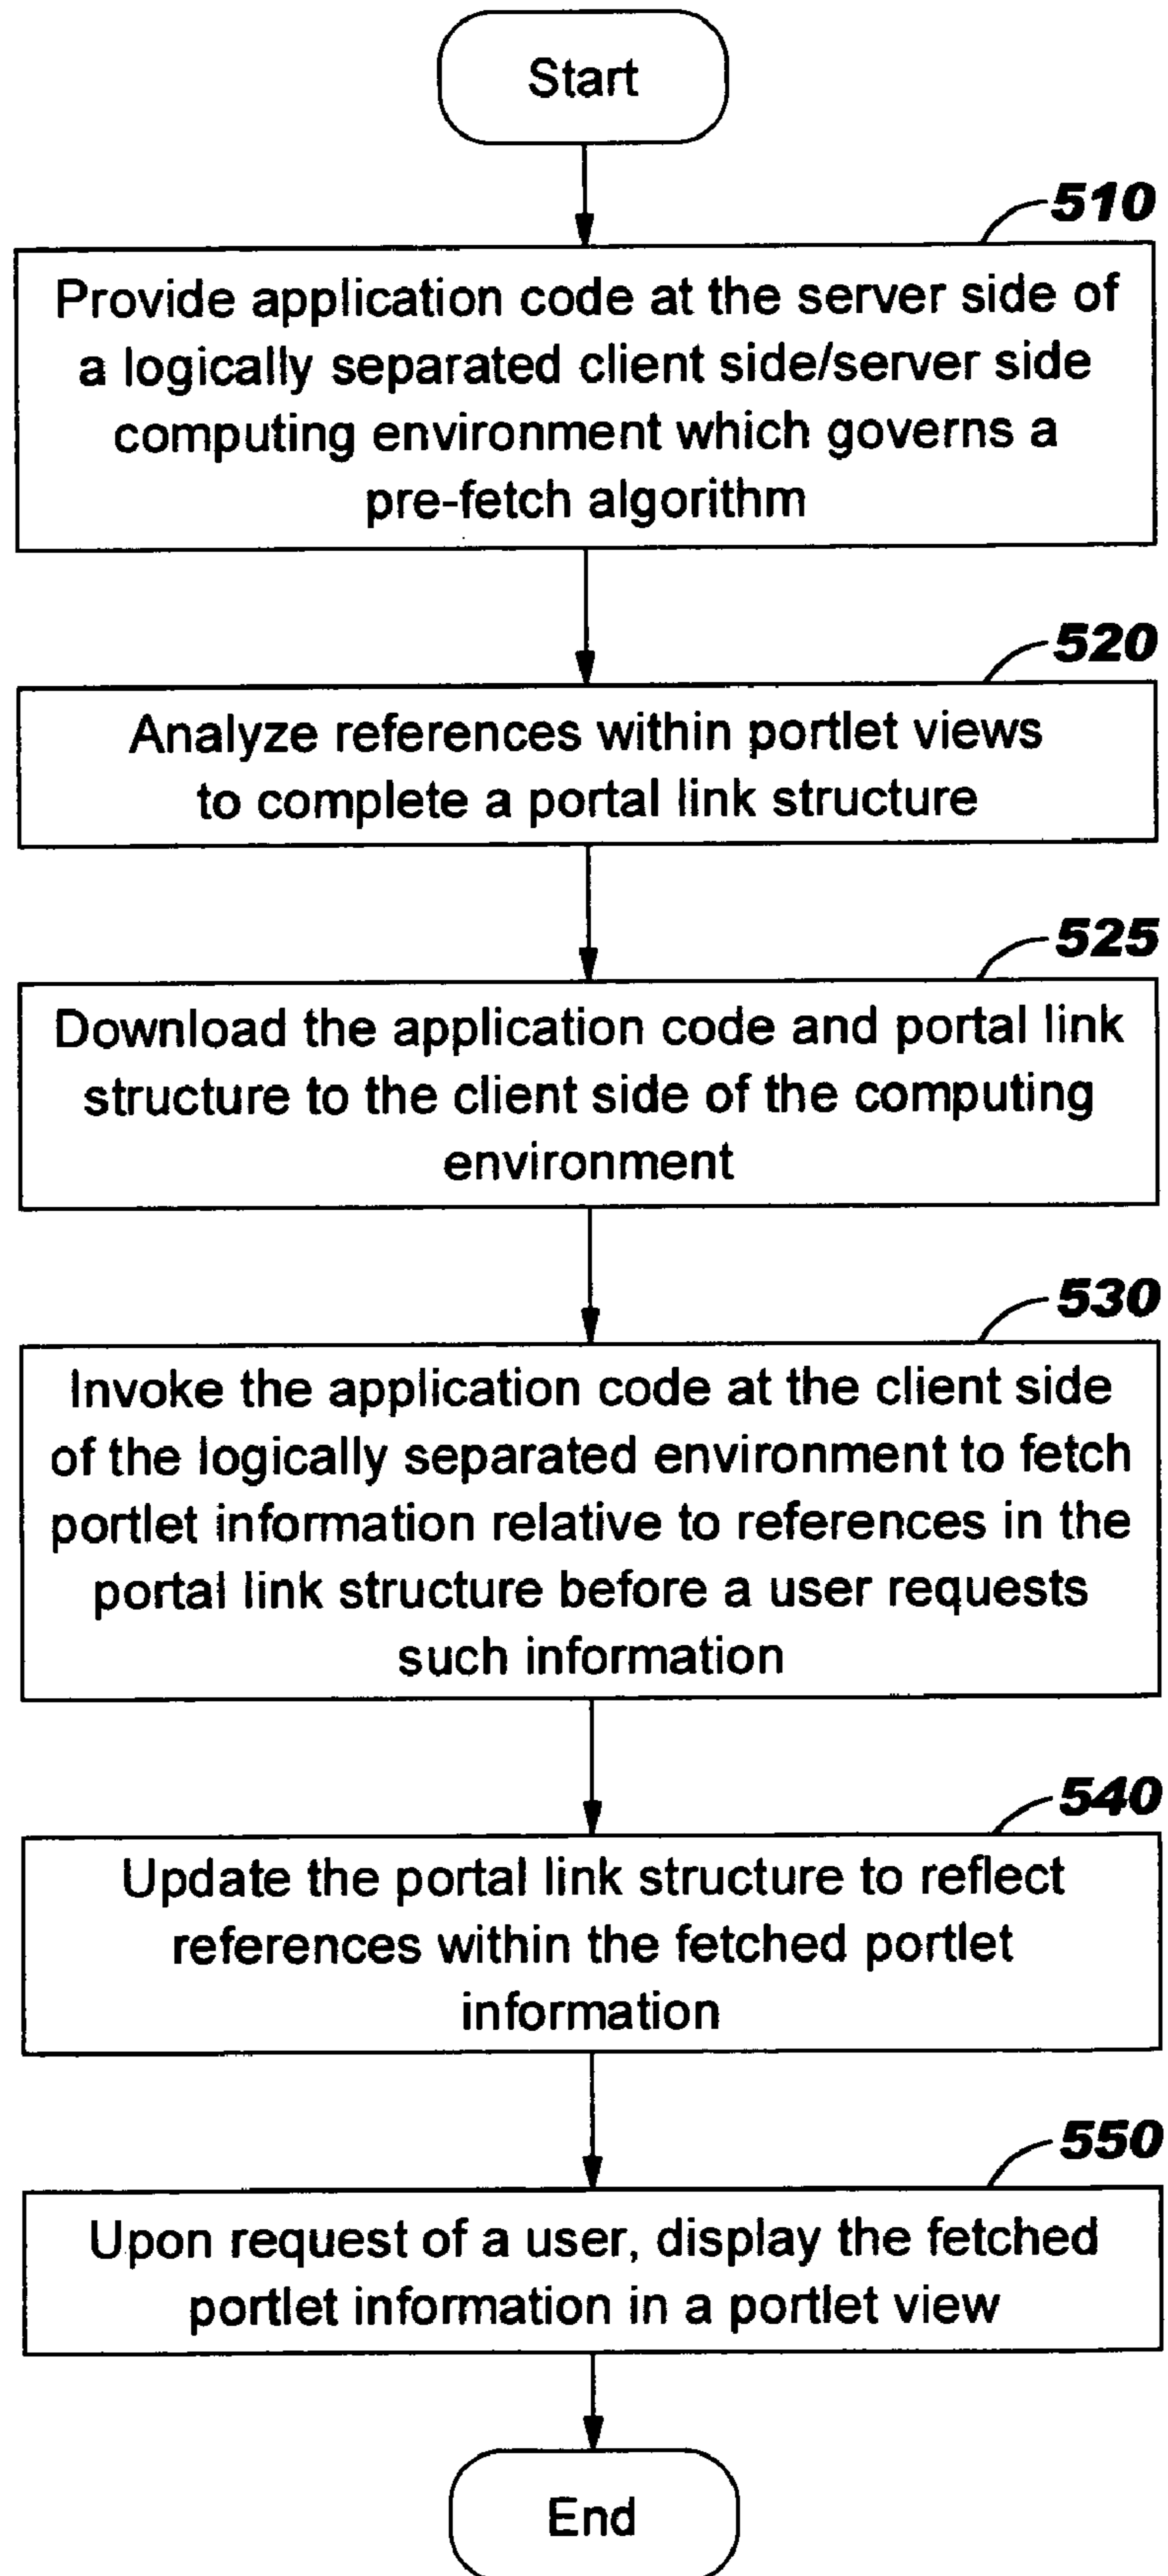 Start
510
Provide application code at the server side of
a logically separated client side/server side
computing environment which governs a
pre-fetch algorithm
520
Analyze references within portlet views
to complete a portal link structure
525
Download the application code and portal link
structure to the client side of the computing
environment
530
Invoke the application code at the client side
of the logically separated environment to fetch
portlet information relative to references in the
portal link structure before a user requests
such information
540
Update the portal link structure to reflect
references within the fetched portlet
information
550
Upon request of a user, display the fetched
portlet information in a portlet view
End